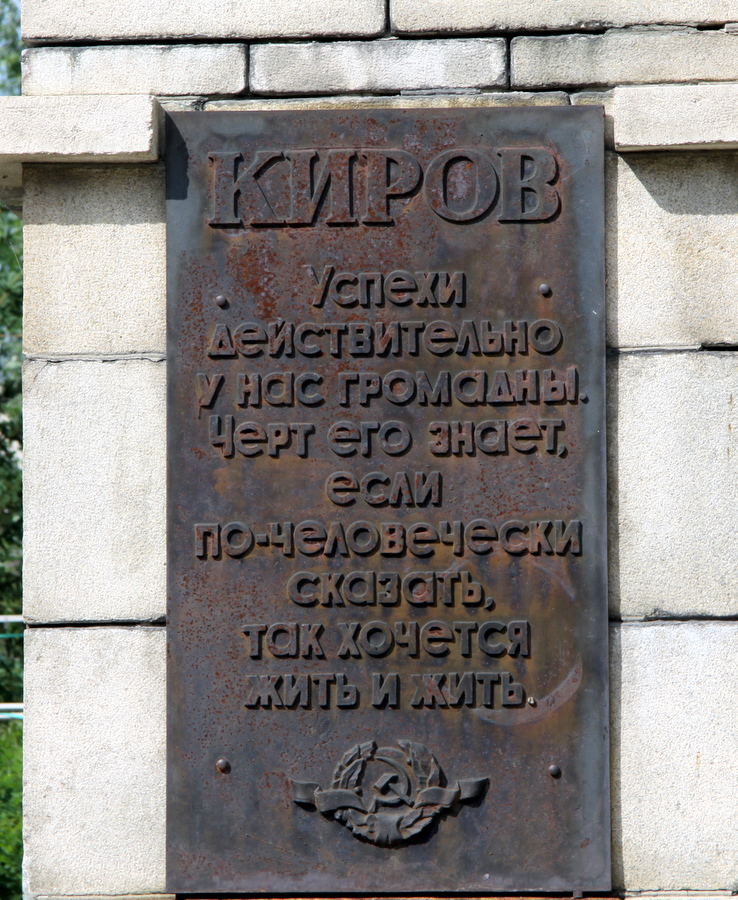 КИРОВ
Успехи
действительно
у нас громадны.
Черт его знает,
если
по-человечески
сказать,
так хочется
жить и жить.